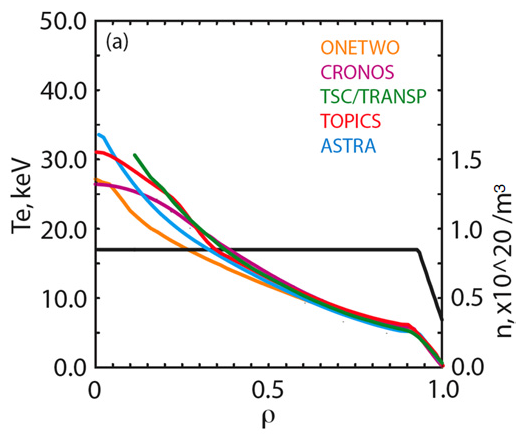 50.0
(a)
ONETWO
CRONOS
TSC/TRANSP
TOPICS
ASTRA
40.0
30.0
20.0
10.0
0.0
Te, keV
1.5
1.0
0.5
0.0
n, x10^20 /m³
0
0.5
1.0
ρ